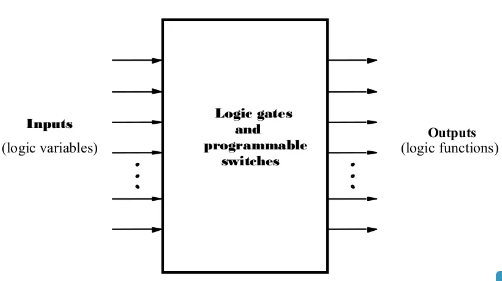 Inputs
(logic variables)
Logic gates
and
programmable
switches
Outputs
(logic functions)